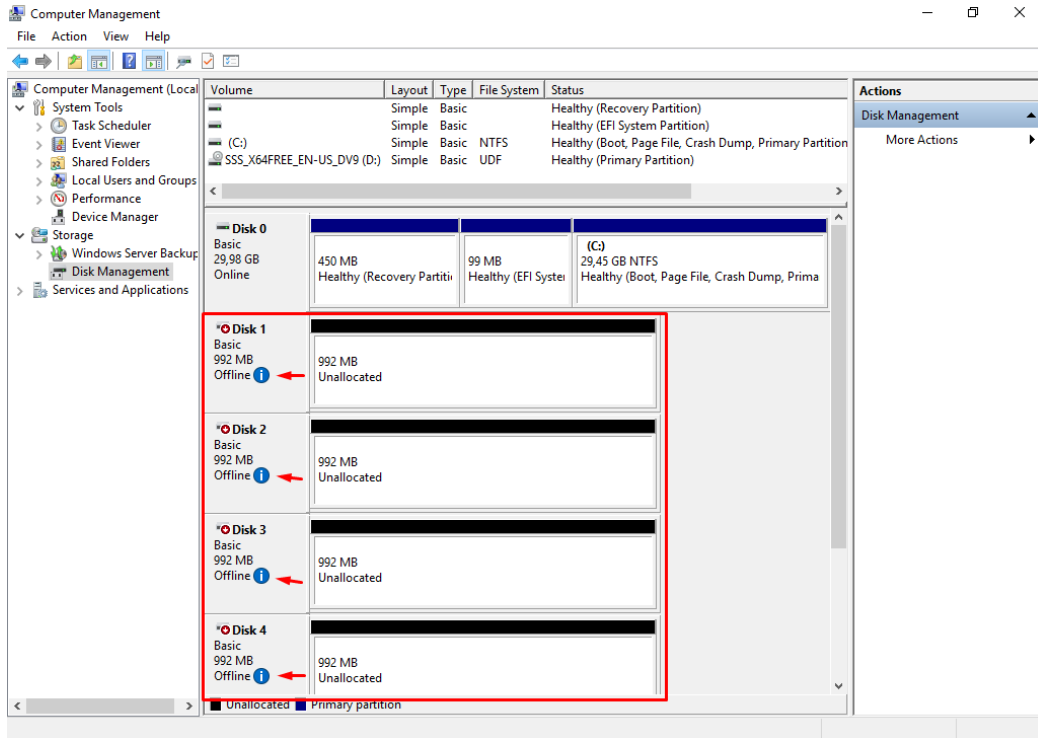 Computer Management
File Action View Help
Computer Management (Local
System Tools
Task Scheduler
Event Viewer
Shared Folders
Local Users and Groups
Performance
Device Manager
Storage
Windows Server Backup
Disk Management
Services and Applications
Volume Layout Type File System Status
Simple Basic Healthy (Recovery Partition)
Simple Basic Healthy (EFI System Partition)
(C:) Simple Basic NTFS Healthy (Boot, Page File, Crash Dump, Primary Partition
SSS_X64FREE_EN-US_DV9 (D:) Simple Basic UDF Healthy (Primary Partition)
Disk 0
Basic
29,98 GB
Online
450 MB
Healthy (Recovery Partiti
99 MB
Healthy (EFI Syster
(C:)
29,45 GB NTFS
Healthy (Boot, Page File, Crash Dump, Prima
Disk 1
Basic
992 MB
Offline
992 MB
Unallocated
Disk 2
Basic
992 MB
Offline
992 MB
Unallocated
Disk 3
Basic
992 MB
Offline
992 MB
Unallocated
Disk 4
Basic
992 MB
Offline
992 MB
Unallocated
Unallocated Primary partition
Actions
Disk Management
More Actions